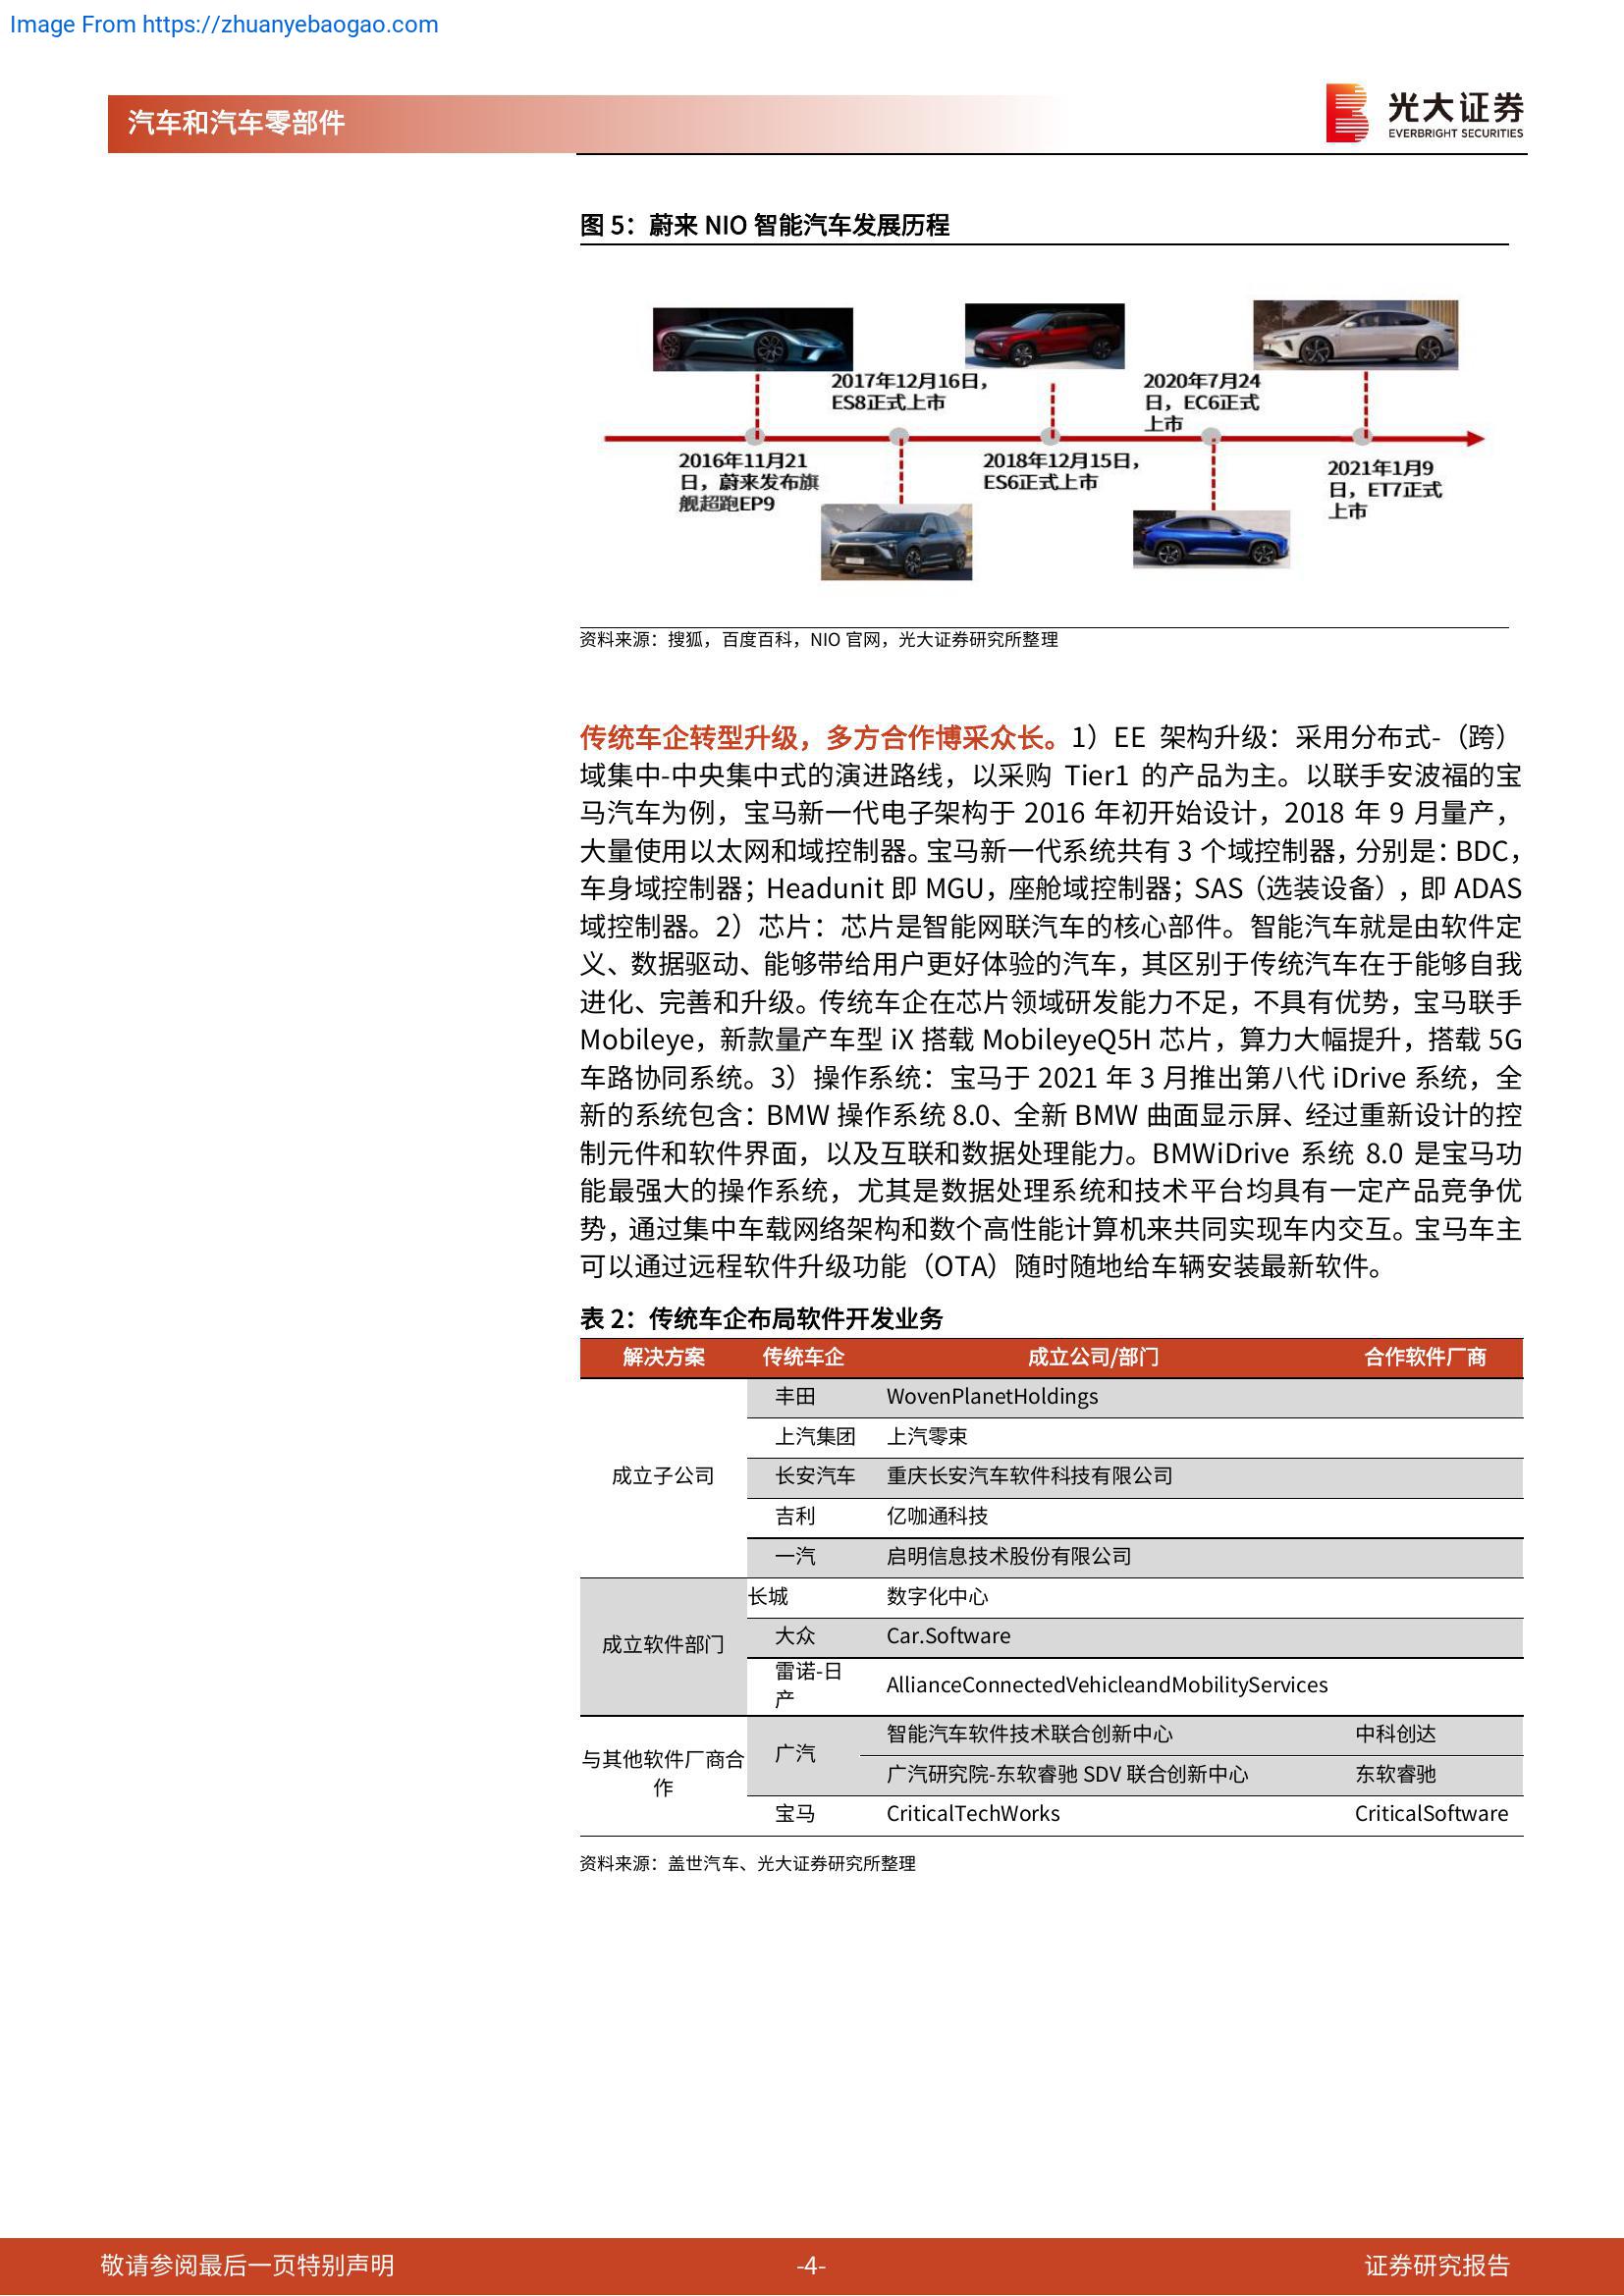 Image From https://zhuanyebaogao.com
汽车和汽车零部件
光大证券
EVERBRIGHT SECURITIES
图 5：蔚来 NIO 智能汽车发展历程
2017年12月16日，
ES8正式上市
2020年7月24
日，EC6正式
上市
2016年11月21
日，蔚来发布旗
舰超跑EP9
2018年12月15日，
ES6正式上市
2021年1月9
日，ET7正式
上市
资料来源：搜狐，百度百科，NIO 官网，光大证券研究所整理
传统车企转型升级，多方合作博采众长。1）EE 架构升级：采用分布式-（跨）
域集中-中央集中式的演进路线，以采购 Tier1 的产品为主。以联手安波福的宝
马汽车为例，宝马新一代电子架构于 2016 年初开始设计，2018 年 9 月量产，
大量使用以太网和域控制器。宝马新一代系统共有 3 个域控制器，分别是：BDC，
车身域控制器；Headunit 即 MGU，座舱域控制器；SAS（选装设备），即 ADAS
域控制器。2）芯片：芯片是智能网联汽车的核心部件。智能汽车就是由软件定
义、数据驱动、能够带给用户更好体验的汽车，其区别于传统汽车在于能够自我
进化、完善和升级。传统车企在芯片领域研发能力不足，不具有优势，宝马联手
Mobileye，新款量产车型 iX 搭载 MobileyeQ5H 芯片，算力大幅提升，搭载 5G
车路协同系统。3）操作系统：宝马于 2021 年 3 月推出第八代 iDrive 系统，全
新的系统包含：BMW 操作系统 8.0、全新 BMW 曲面显示屏、经过重新设计的控
制元件和软件界面，以及互联和数据处理能力。BMWiDrive 系统 8.0 是宝马功
能最强大的操作系统，尤其是数据处理系统和技术平台均具有一定产品竞争优
势，通过集中车载网络架构和数个高性能计算机来共同实现车内交互。宝马车主
可以通过远程软件升级功能（OTA）随时随地给车辆安装最新软件。
表 2：传统车企布局软件开发业务
解决方案 传统车企 成立公司/部门 合作软件厂商
成立子公司
丰田 WovenPlanetHoldings
上汽集团 上汽零束
长安汽车 重庆长安汽车软件科技有限公司
吉利 亿咖通科技
一汽 启明信息技术股份有限公司
成立软件部门
长城 数字化中心
大众 Car.Software
雷诺-日
产
AllianceConnectedVehicleandMobilityServices
与其他软件厂商合
作
广汽
智能汽车软件技术联合创新中心 中科创达
广汽研究院-东软睿驰 SDV 联合创新中心 东软睿驰
宝马 CriticalTechWorks CriticalSoftware
资料来源：盖世汽车、光大证券研究所整理
敬请参阅最后一页特别声明 -4- 证券研究报告